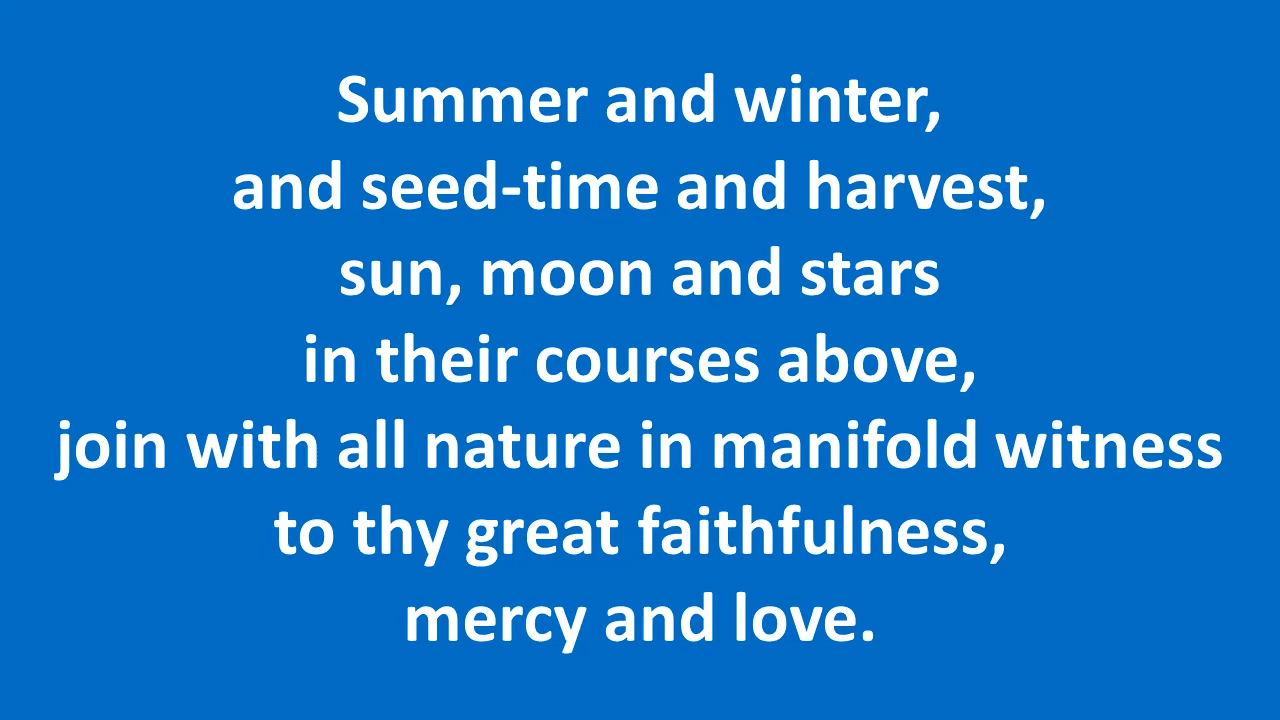 Summer and winter,
and seed-time and harvest,
sun, moon and stars
in their courses above,
join with all nature in manifold witness
to thy great faithfulness,
mercy and love.